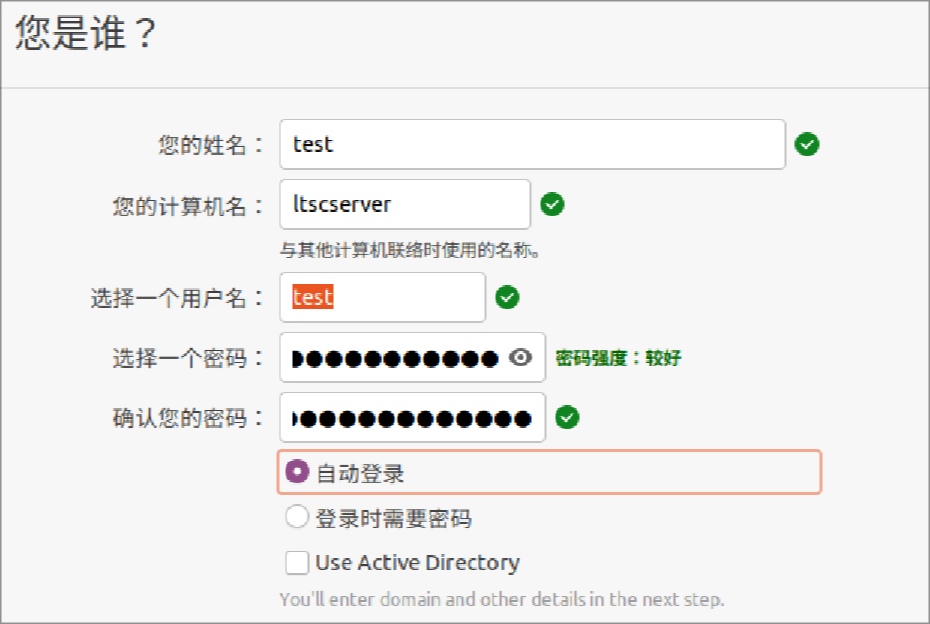 您是谁？
您的姓名： test
您的计算机名： ltscserver
与其他计算机联络时使用的名称。
选择一个用户名： test
选择一个密码： 密码强度：较好
确认您的密码：
自动登录
登录时需要密码
Use Active Directory
You'll enter domain and other details in the next step.